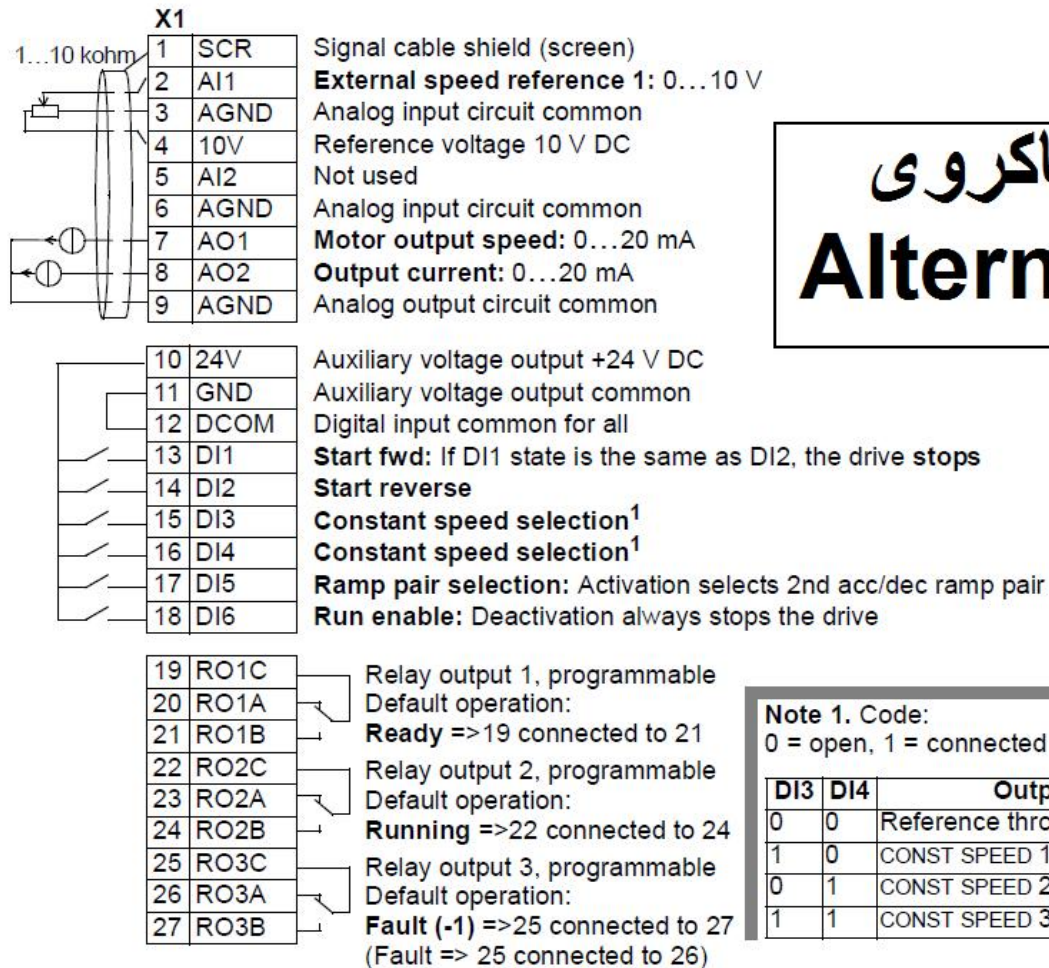 X1
1…10 kohm
1 SCR Signal cable shield (screen)
2 AI1 External speed reference 1: 0…10 V
3 AGND Analog input circuit common
4 10V Reference voltage 10 V DC
5 AI2 Not used
6 AGND Analog input circuit common
7 AO1 Motor output speed: 0…20 mA
8 AO2 Output current: 0…20 mA
9 AGND Analog output circuit common
10 24V Auxiliary voltage output +24 V DC
11 GND Auxiliary voltage output common
12 DCOM Digital input common for all
13 DI1 Start fwd: If DI1 state is the same as DI2, the drive stops
14 DI2 Start reverse
15 DI3 Constant speed selection1
16 DI4 Constant speed selection1
17 DI5 Ramp pair selection: Activation selects 2nd acc/dec ramp pair
18 DI6 Run enable: Deactivation always stops the drive
19 RO1C Relay output 1, programmable
20 RO1A Default operation:
21 RO1B Ready =>19 connected to 21
22 RO2C Relay output 2, programmable
23 RO2A Default operation:
24 RO2B Running =>22 connected to 24
25 RO3C Relay output 3, programmable
26 RO3A Default operation:
27 RO3B Fault (-1) =>25 connected to 27
(Fault => 25 connected to 26)
Note 1. Code:
0 = open, 1 = connected
DI3 DI4
0 0 Reference
1 0 CONST SPEED 1
0 1 CONST SPEED 2
1 1 CONST SPEED 3